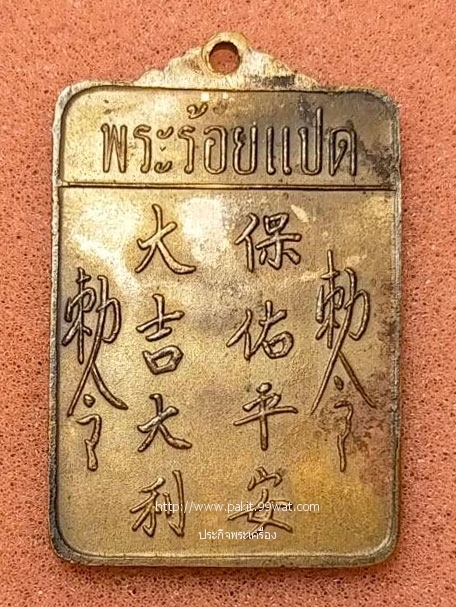 พระร้อยแปด
勅令
保佑平安
大吉大利
勅令
http://www.pakit.99wat.com
ประกิจพระเครื่อง